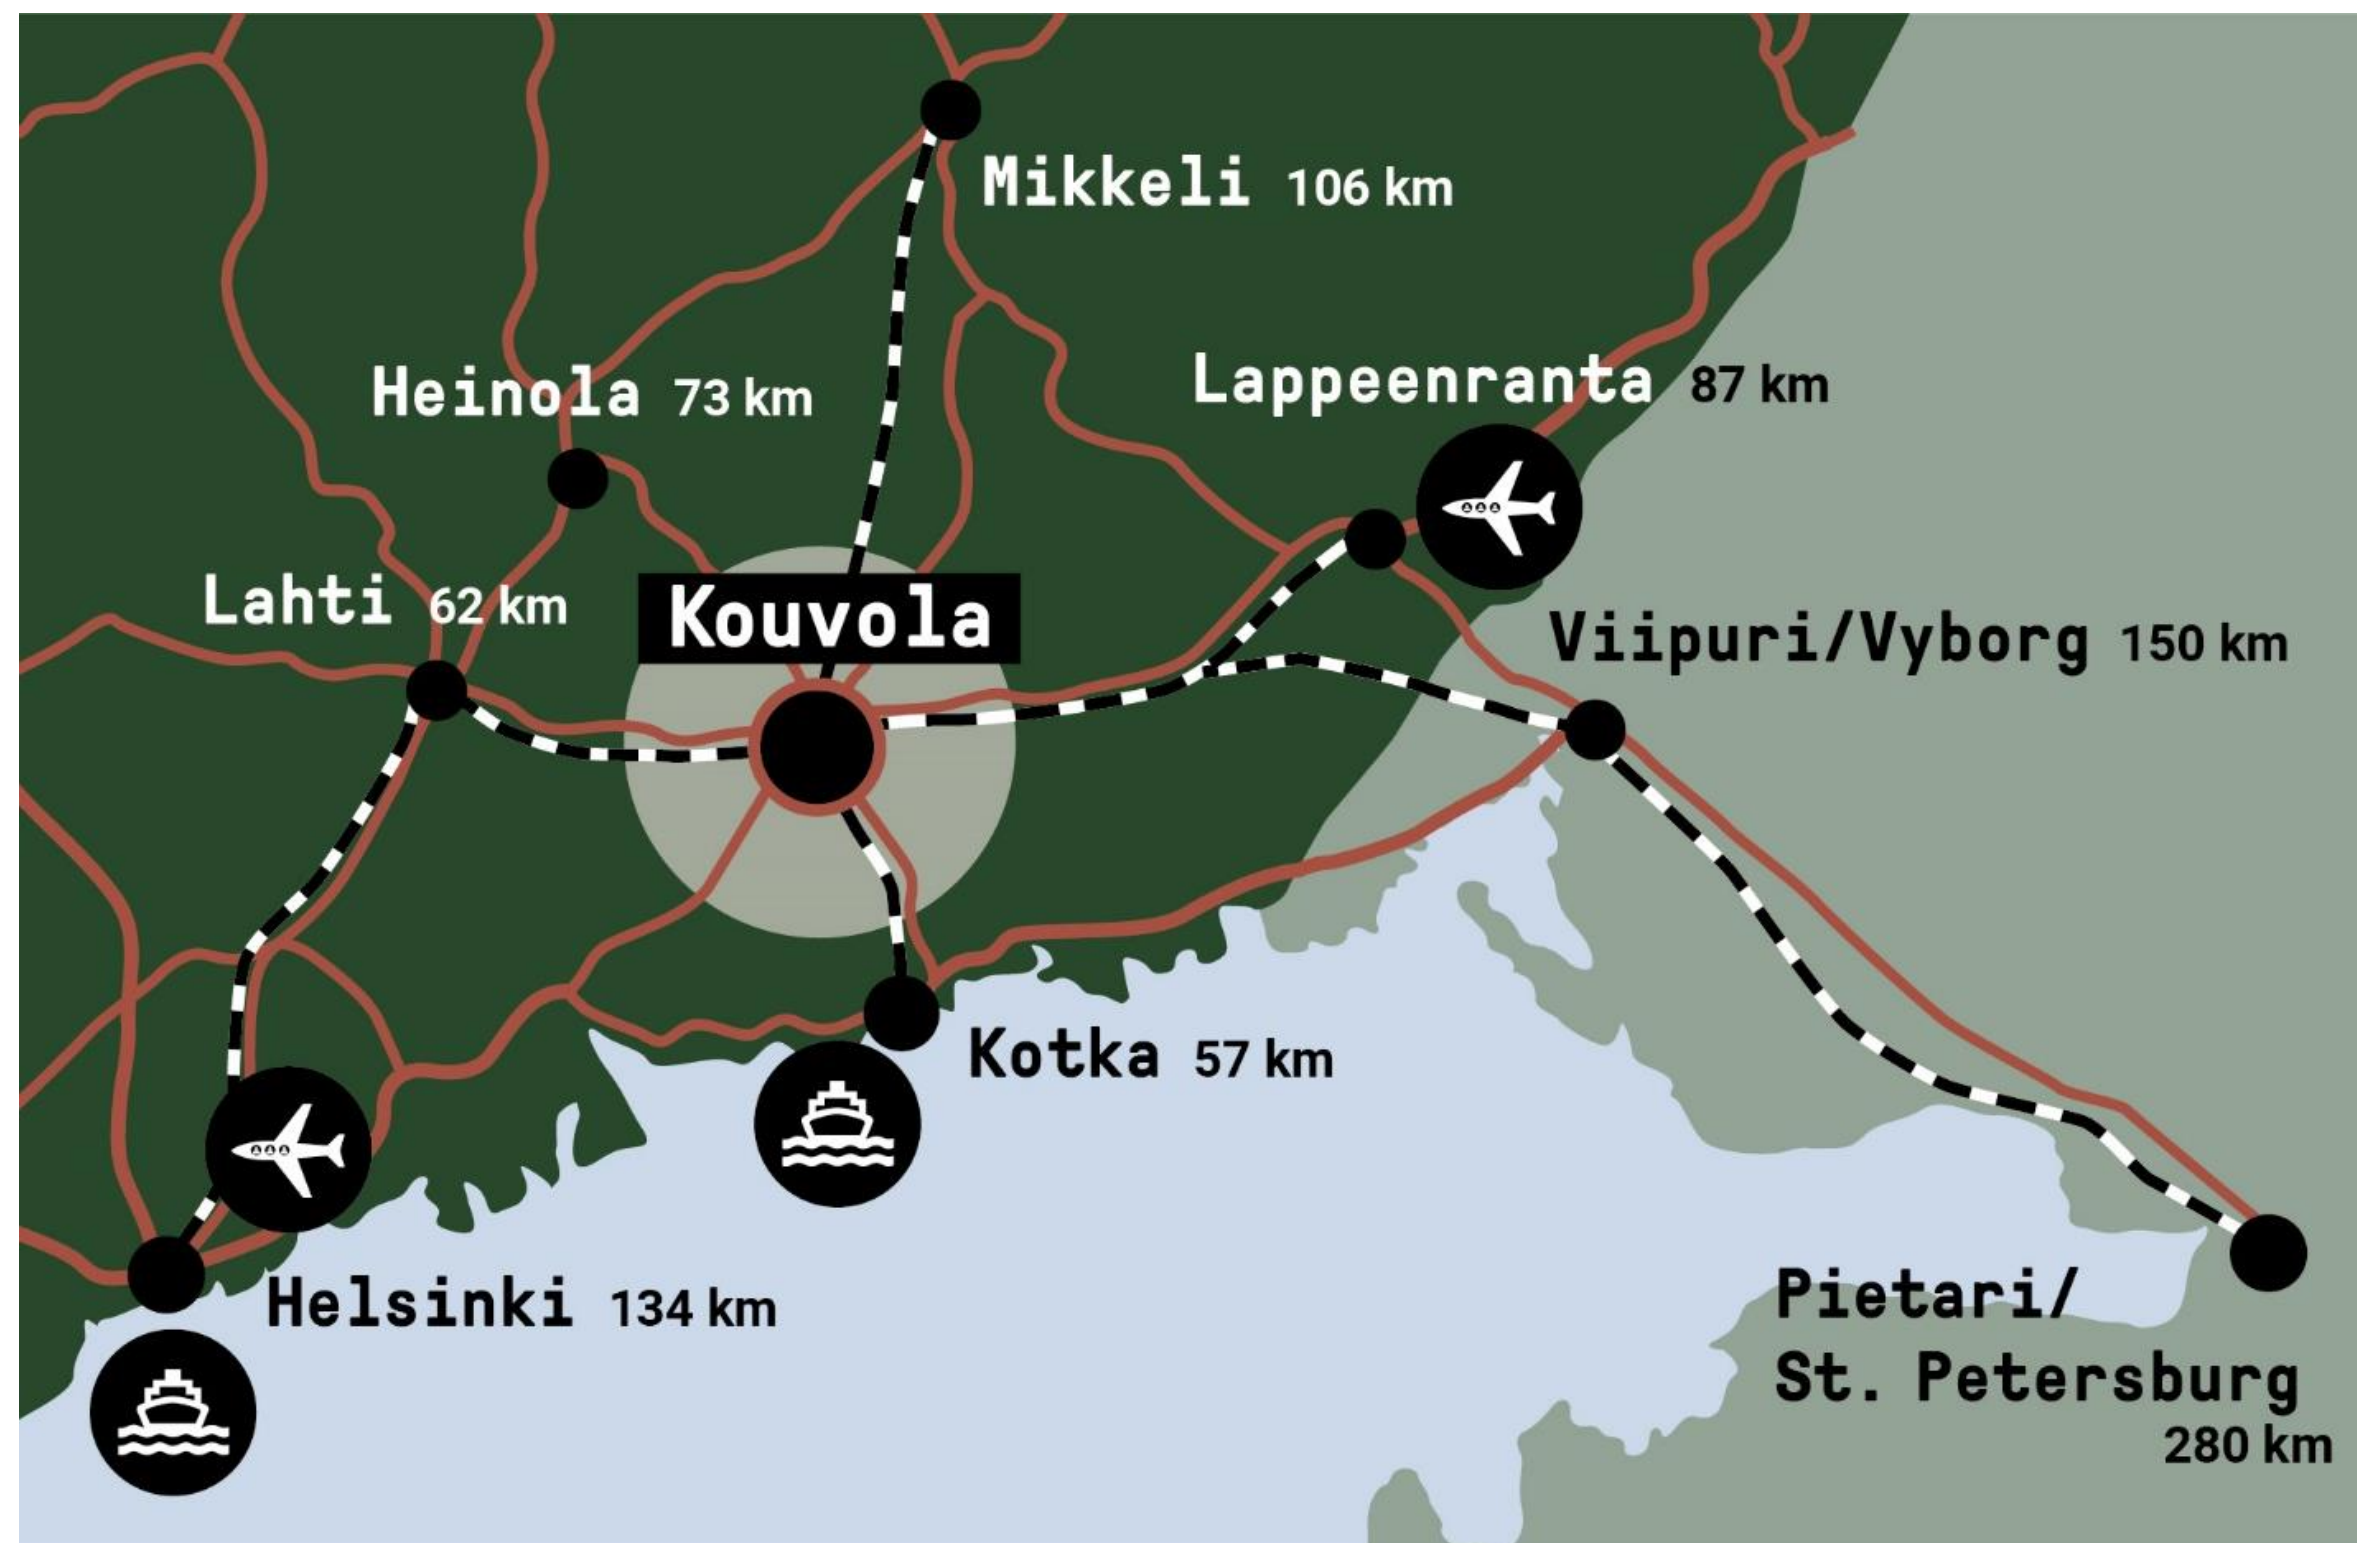 Mikkeli 106 km
Heinola 73 km
Lappeenranta 87 km
Lahti 62 km
Kouvola
Viipuri/Vyborg 150 km
Kotka 57 km
Helsinki 134 km
Pietari/
St. Petersburg
280 km